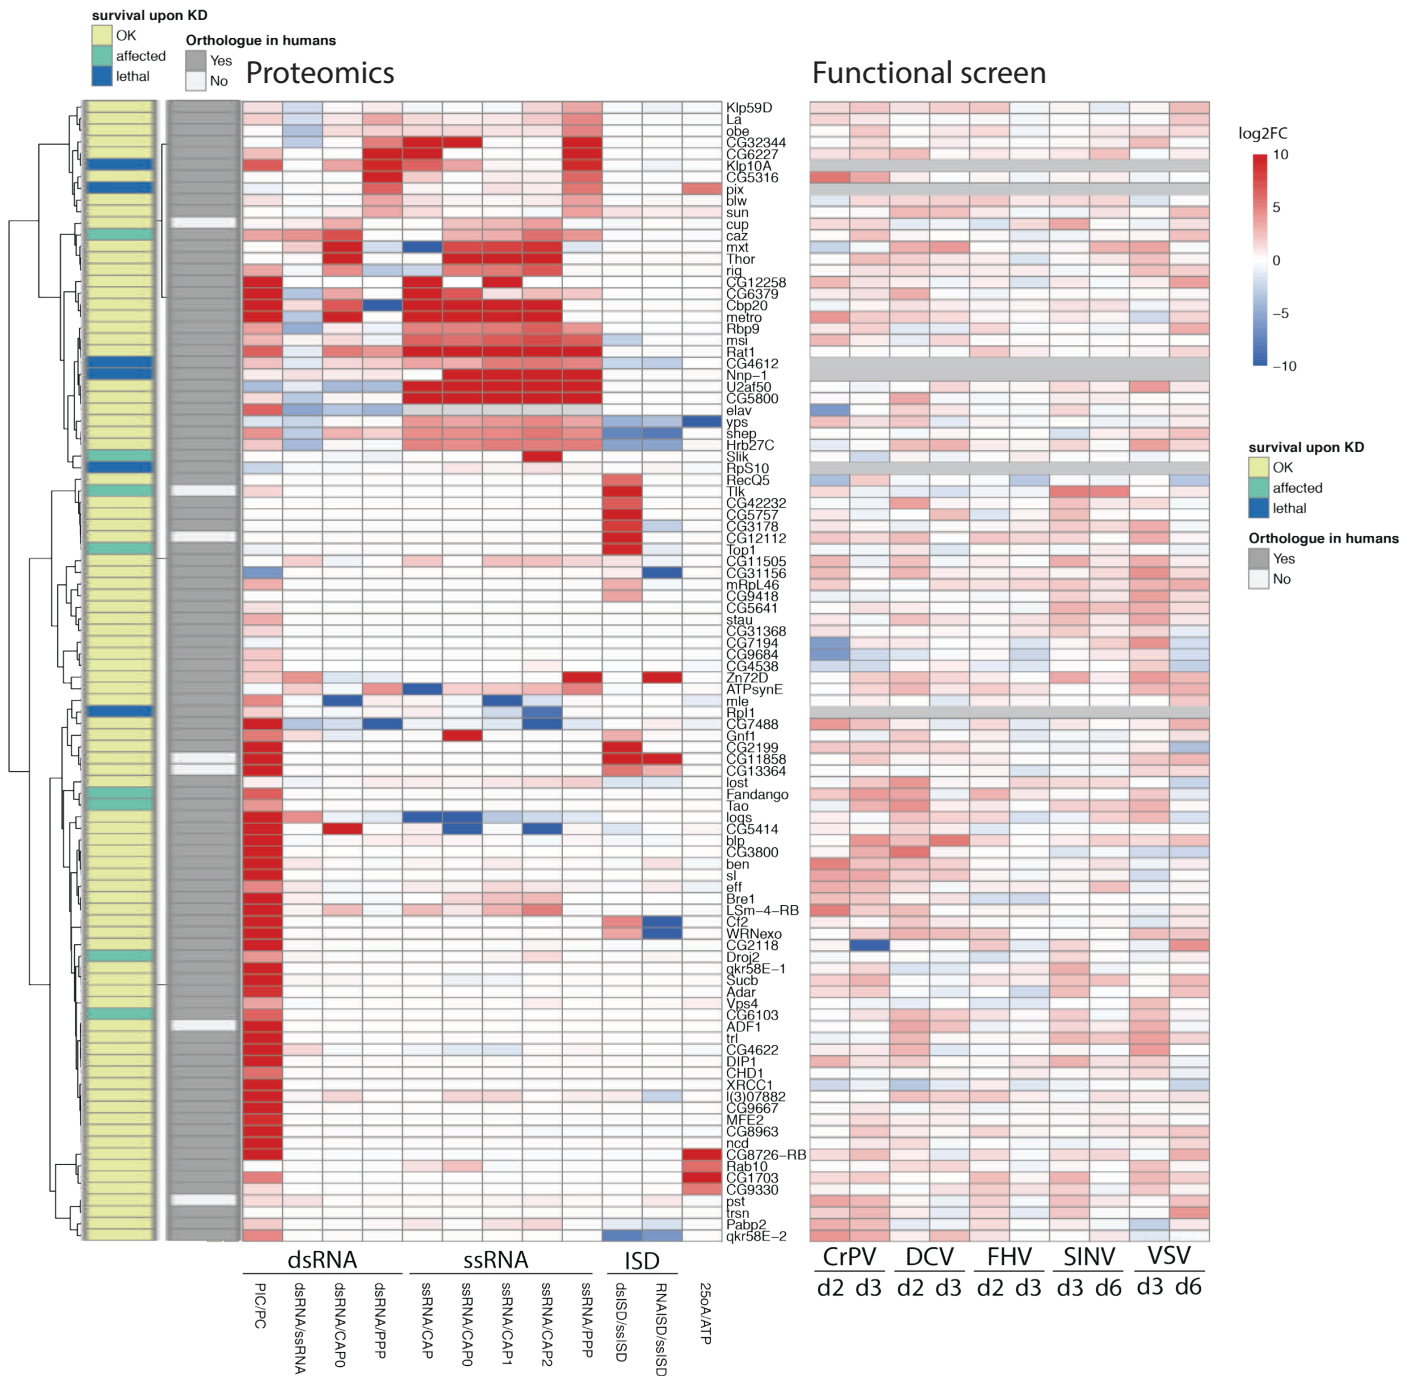 survival upon KD
OK
affected
lethal
Orthologue in humans
Yes
No
Proteomics
Functional screen
Klp59D
La
obe
CG32344
CG6227
Klp10A
CG5316
pix
blw
sun
cup
caz
mxt
Thor
rig
CG12258
CG6379
Cbp20
metro
Rbp9
msi
Rat1
CG4612
Nnp-1
U2af50
CG5800
elav
yps
shep
Hrb27C
Slik
RpS10
RecQ5
Tlk
CG42232
CG5757
CG3178
CG12112
Top1
CG11505
CG31156
mRpL46
CG9418
CG5641
stau
CG31368
CG7194
CG9684
CG4538
Zn72D
ATPsynE
mle
RpI1
CG7488
Gnf1
CG2199
CG11858
CG13364
lost
Fandango
Tao
loqs
CG5414
blp
CG3800
ben
sl
eff
Bre1
LSm-4-RB
Cf2
WRNexo
CG2118
Droj2
qkr58E-1
Sucb
Adar
Vps4
CG6103
ADF1
trl
CG4622
DIP1
CHD1
XRCC1
l(3)07882
CG9667
MFE2
CG8963
ncd
CG8726-RB
Rab10
CG1703
CG9330
pst
trsn
Pabp2
qkr58E-2
log2FC
10
5
0
-5
-10
survival upon KD
OK
affected
lethal
Orthologue in humans
Yes
No
dsRNA
ssRNA
ISD
PIC/PC
dsRNA/ssRNA
dsRNA/CAP0
dsRNA/PPP
ssRNA/CAP
ssRNA/CAP0
ssRNA/CAP1
ssRNA/CAP2
ssRNA/PPP
dsISD/ssISD
RNAISD/ssISD
25oA/ATP
CrPV DCV FHV SINV VSV
d2 d3 d2 d3 d2 d3 d3 d6 d3 d6